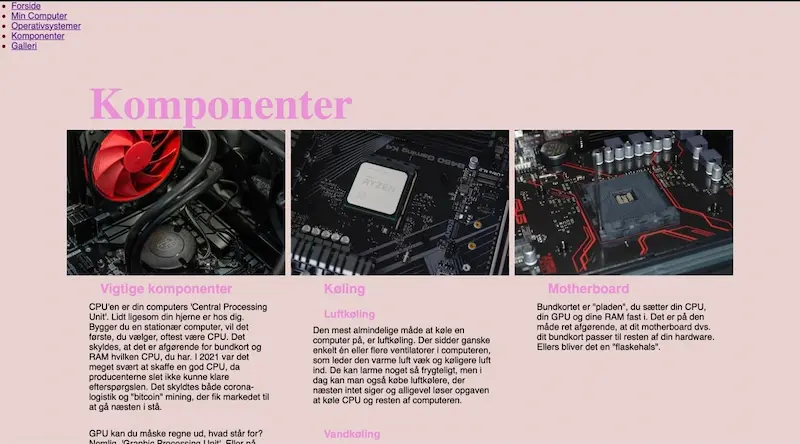 Forside
Min Computer
Operativsystemer
Komponenter
Galleri
Komponenter
B450 Gaming K4
RYZEN
Vigtige komponenter
CPU'en er din computers 'Central Processing
Unit'. Lidt ligesom din hjerne er hos dig.
Bygger du en stationær computer, vil det
første, du vælger, oftest være CPU. Det
skyldes, at det er afgørende for bundkort og
RAM hvilken CPU, du har. I 2021 var det
meget svært at skaffe en god CPU, da
producenterne slet ikke kunne klare
efterspørgslen. Det skyldtes både corona-
logistik og "bitcoin" mining, der fik markedet til
at gå næsten i stå.
GPU kan du måske regne ud, hvad står for?
Nemlig, 'Graphic Processing Unit'. Eller på
Køling
Luftkøling
Den mest almindelige måde at køle en
computer på, er luftkøling. Der sidder ganske
enkelt én eller flere ventilatorer i computeren,
som leder den varme luft væk og køligere luft
ind. De kan larme noget så frygteligt, men i
dag kan man også købe luftkølere, der
næsten intet siger og alligevel løser opgaven
at køle CPU og resten af computeren.
Vandkøling
Motherboard
Bundkortet er "pladen", du sætter din CPU,
din GPU og dine RAM fast i. Det er på den
måde ret afgørende, at dit motherboard dvs.
dit bundkort passer til resten af din hardware.
Ellers bliver det en "flaskehals".